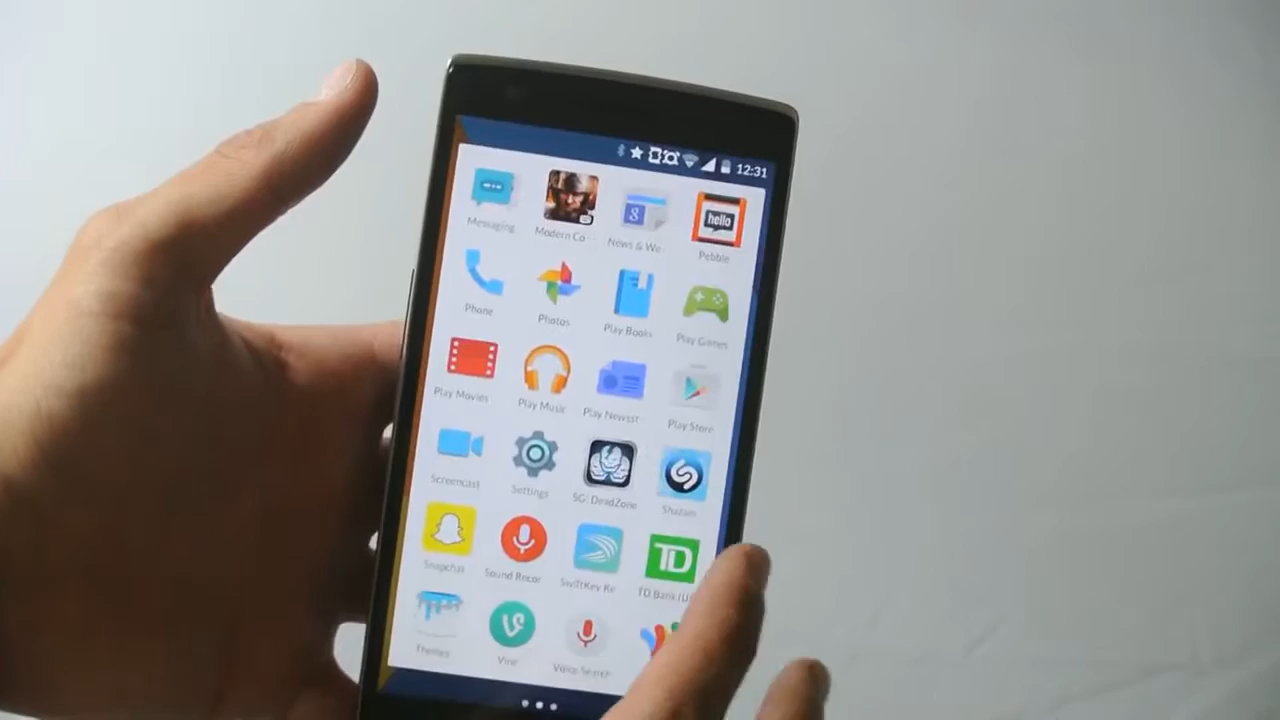 12:31
hello
Messaging
Modern Co
News & We
Pebble
Phone
Photos
Play Books
Play Games
Play Movies
Play Music
Play Newsst
Play Store
Screencast
Settings
SG: DeadZone
Shazam
Snapchat
Sound Recor
SwiftKey Ke
TD
TD Bank (U
Themes
Vine
Voice Search